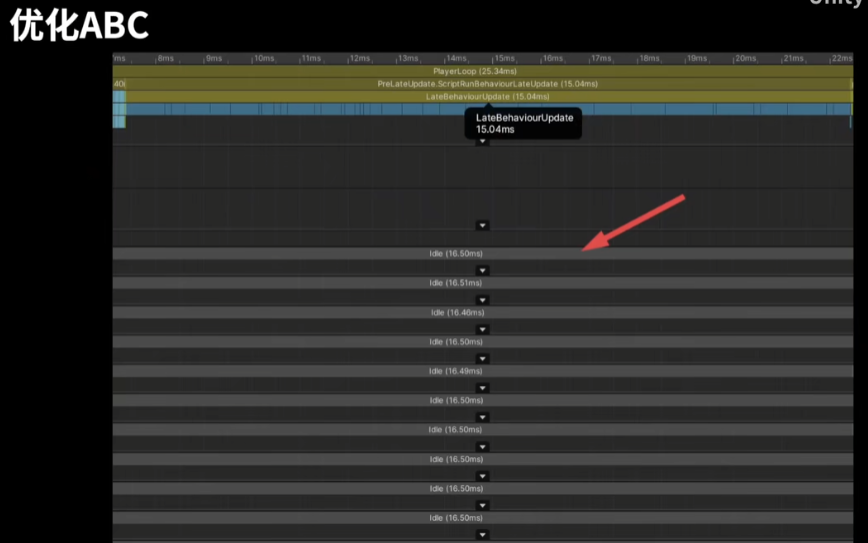 Unity
优化ABC
ms 8ms 9ms 10ms 11ms 12ms 13ms 14ms 15ms 16ms 17ms 18ms 19ms 20ms 21ms 22ms
PlayerLoop (25.34ms)
PreLateUpdate.ScriptRunBehaviourLateUpdate (15.04ms)
LateBehaviourUpdate (15.04ms)
LateBehaviourUpdate
15.04ms
Idle (16.50ms)
Idle (16.51ms)
Idle (16.46ms)
Idle (16.50ms)
Idle (16.49ms)
Idle (16.50ms)
Idle (16.50ms)
Idle (16.50ms)
Idle (16.50ms)
Idle (16.50ms)